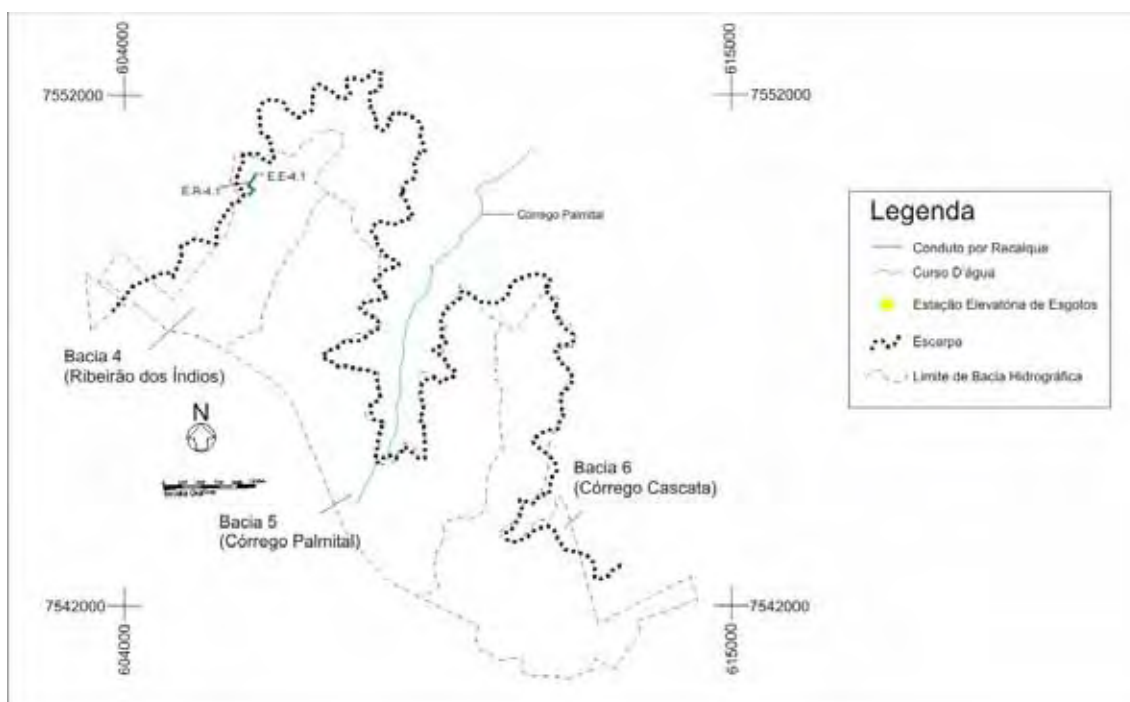 604000
615000
7552000
7552000
E.R-4.1
E.E-4.1
Córrego Palmital
Legenda
Conduto por Recalque
Curso D'água
Estação Elevatória de Esgotos
Escarpa
Limite de Bacia Hidrográfica
Bacia 4
(Ribeirão dos Índios)
N
Bacia 6
(Córrego Cascata)
Bacia 5
(Córrego Palmital)
7542000
7542000
604000
615000